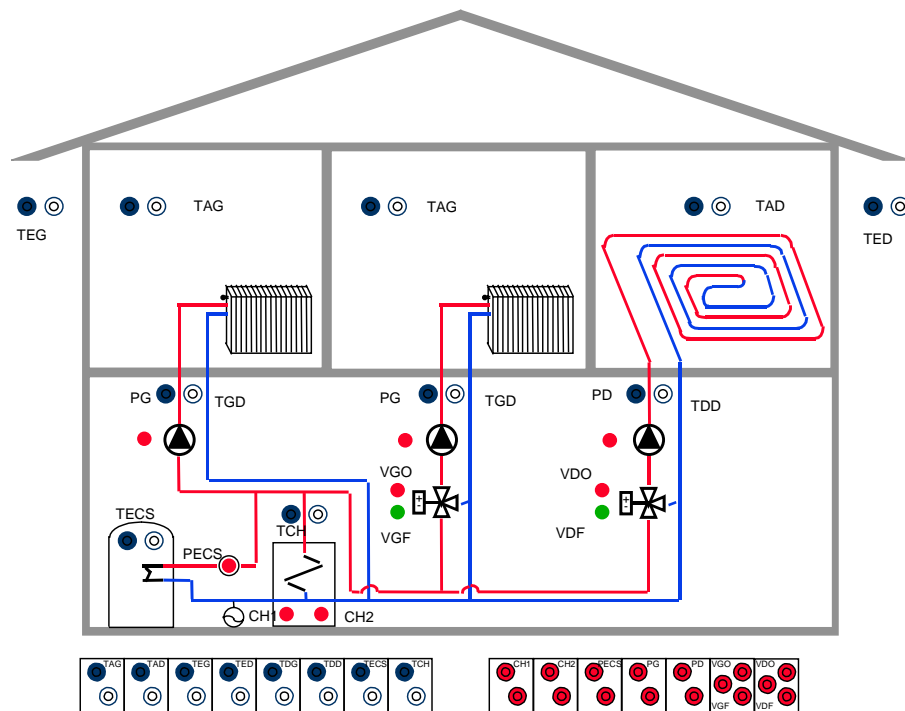 TAG
TAG
TAD
TEG
TED
PG
TGD
PG
TGD
PD
TDD
VGO
VDO
TECS
TCH
VGF
VDF
PECS
CH1
CH2
+
-
+
-
TAG TAD TEG TED TDG TDD TECS TCH
CH1 CH2 PECS PG PD VGO VDO
VGF VDF